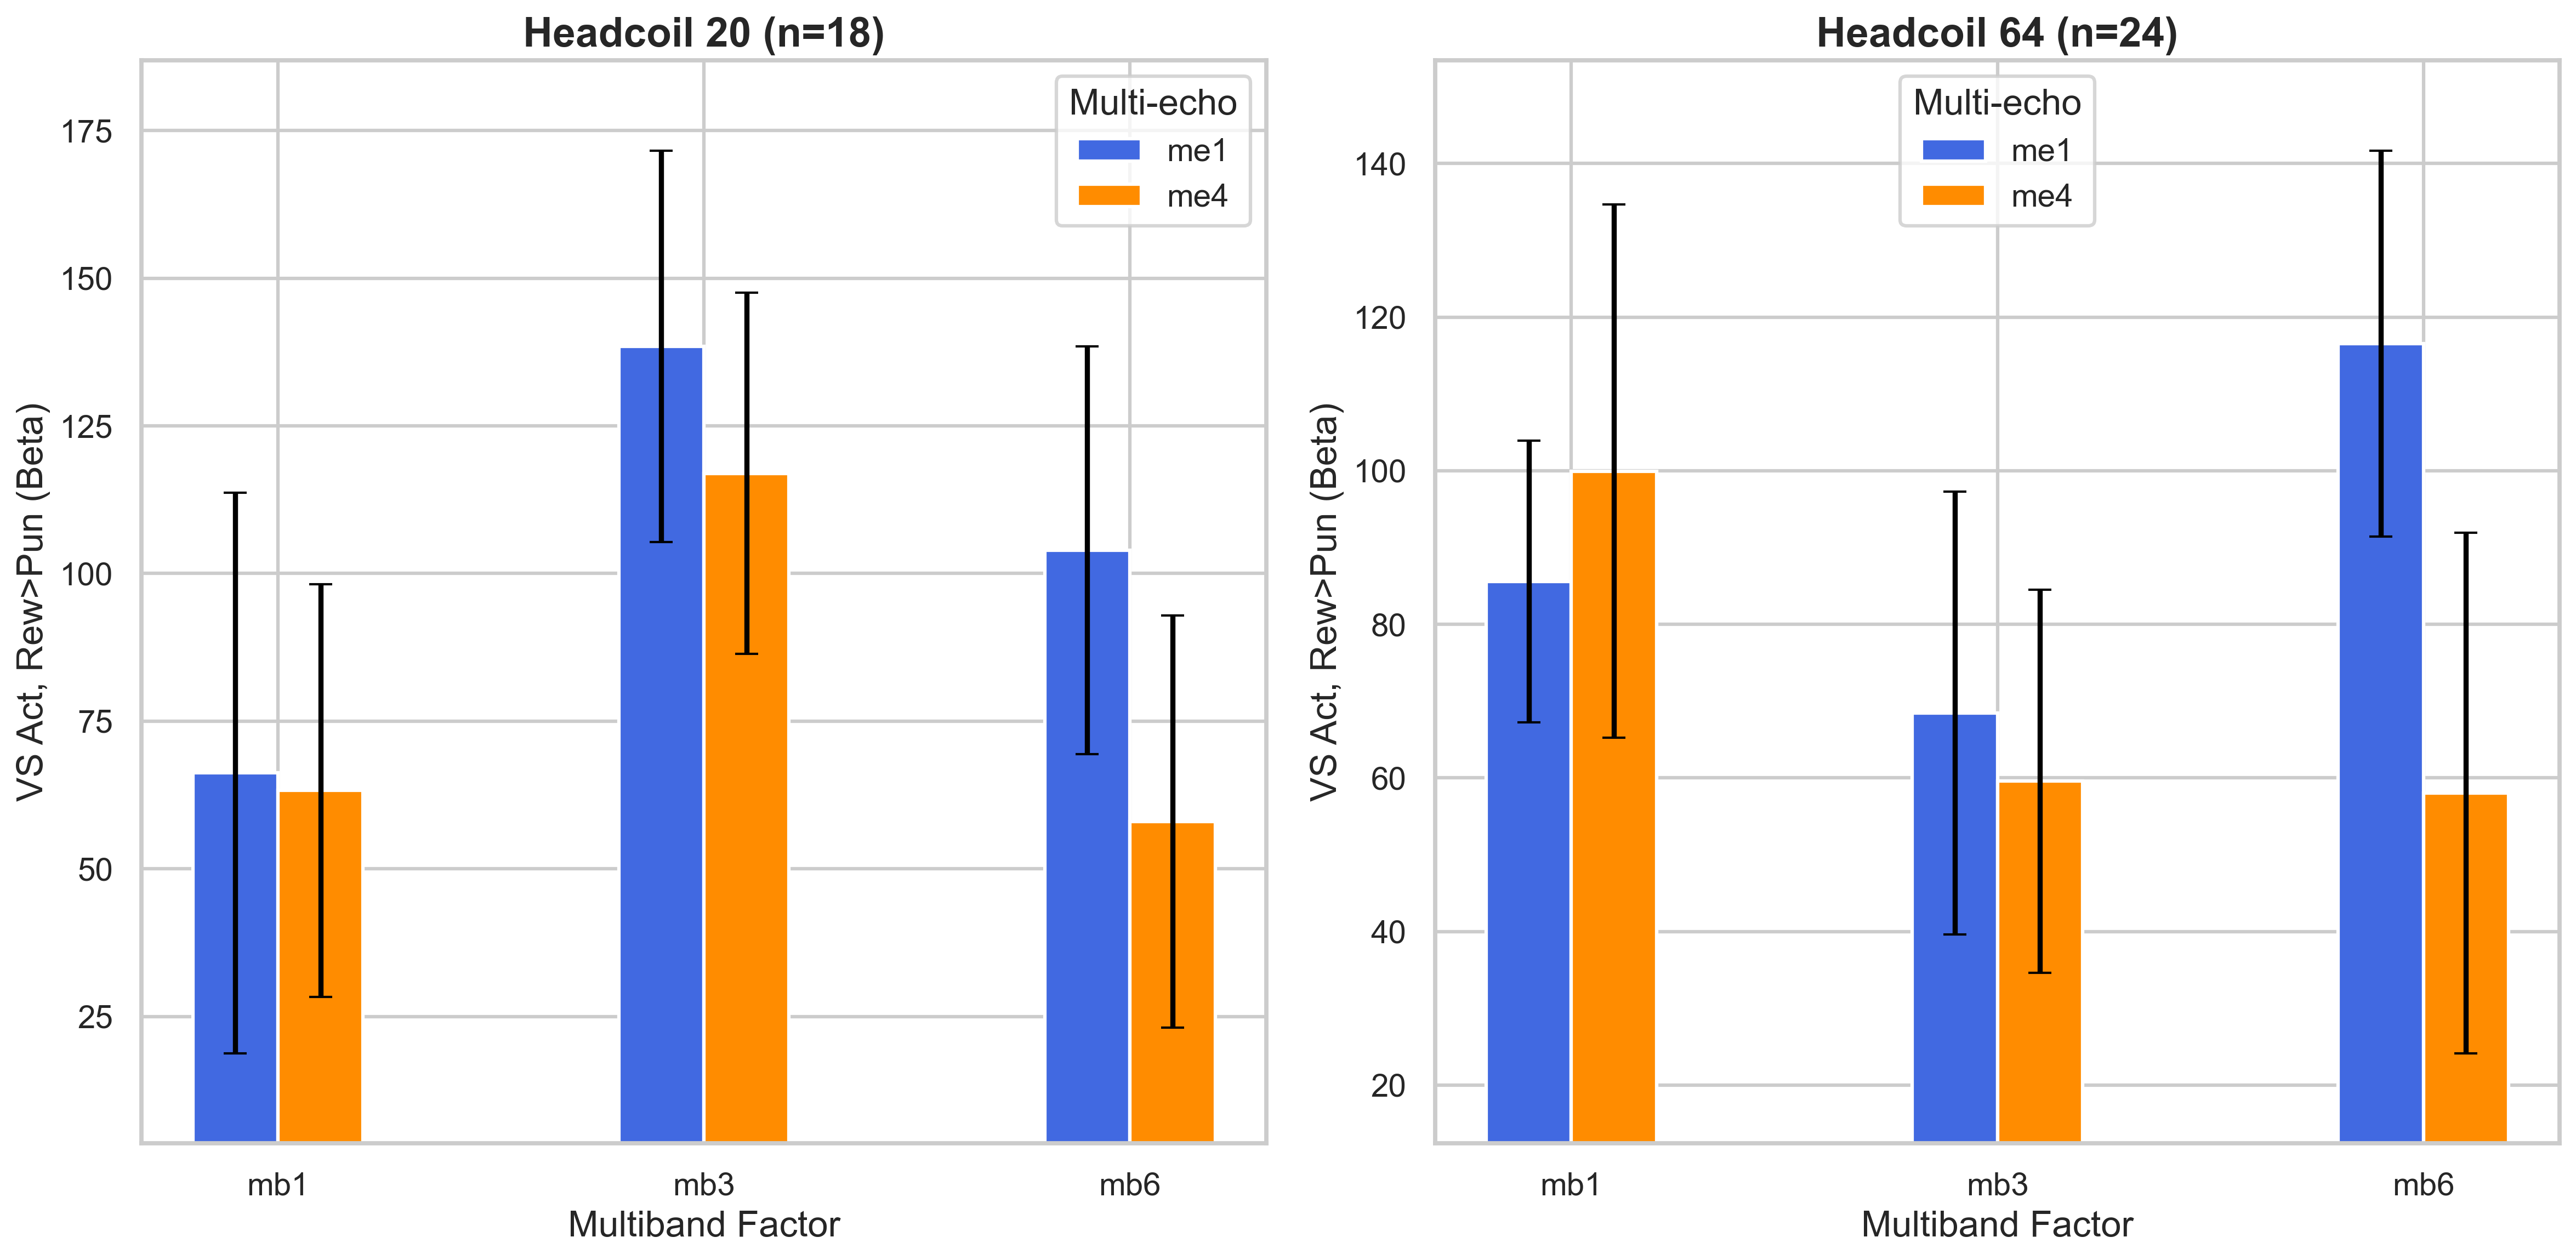 Headcoil 20 (n=18)
VS Act, Rew>Pun (Beta)
175
150
125
100
75
50
25
Multi-echo
me1
me4
mb1
mb3
mb6
Multiband Factor
Headcoil 64 (n=24)
VS Act, Rew>Pun (Beta)
140
120
100
80
60
40
20
Multi-echo
me1
me4
mb1
mb3
mb6
Multiband Factor